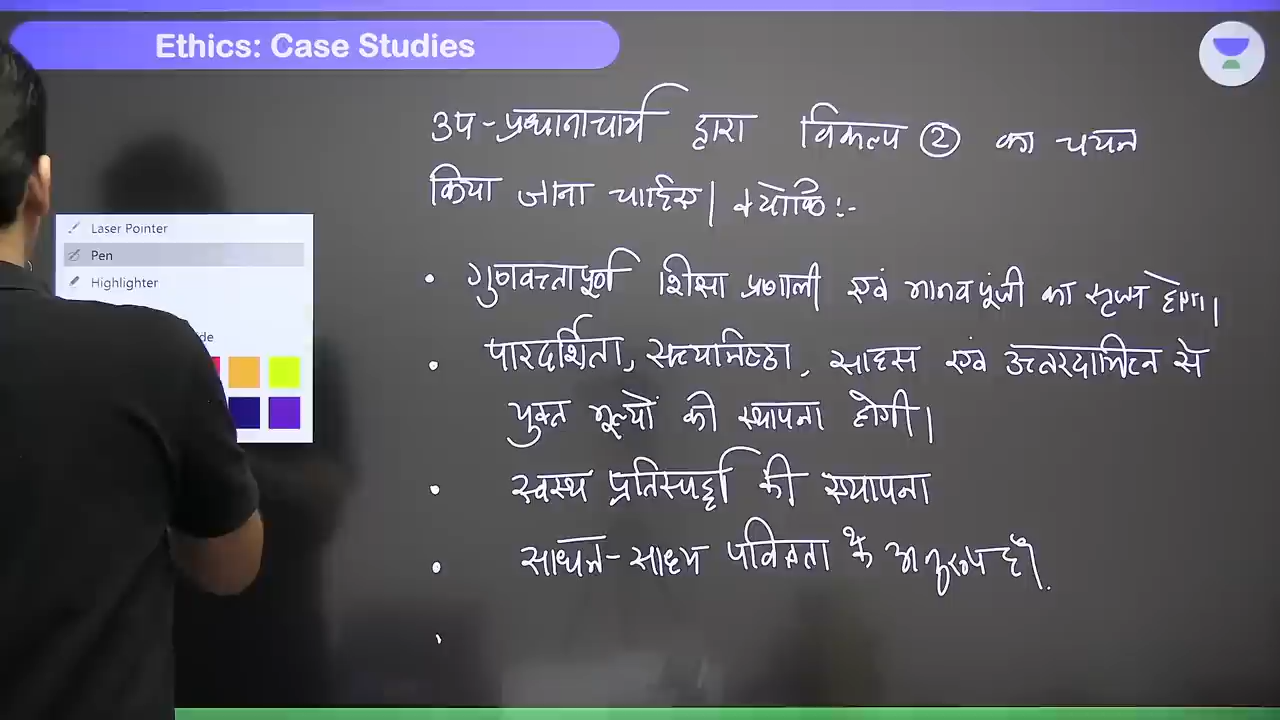 Ethics: Case Studies
उप-प्रधानाचार्य द्वारा विकल्प ② का चयन
किया जाना चाहिए। क्योंकि :-
Laser Pointer
Pen
Highlighter
• गुणवत्तापूर्ण शिक्षा प्रणाली एवं मानवपूंजी का सृजन होगा।
• पारदर्शिता, सत्यनिष्ठा, साहस एवं उत्तरदायित्व से
युक्त मूल्यों की स्थापना होगी।
• स्वस्थ प्रतिस्पर्द्धा की स्थापना
• साधन-साध्य पवित्रता के अनुरूप है।